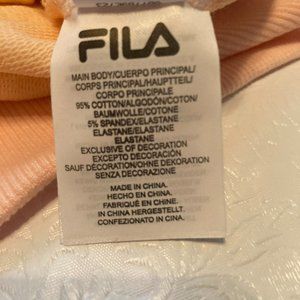 FILA
MAIN BODY/CUERPO PRINCIPAL/
CORPS PRINCIPAL/HAUPTTEIL/
CORPO PRINCIPALE
95% COTTON/ALGODÓN/COTON/
BAUMWOLLE/COTONE
5% SPANDEX/ELASTANE
ELASTANE/ELASTANE/
ELASTANE
EXCLUSIVE OF DECORATION
EXCEPTO DECORACIÓN
SAUF DÉCORATION/OHNE DEKORATION
SENZA DECORAZIONE
MADE IN CHINA.
HECHO EN CHINA.
FABRIQUÉ EN CHINE.
IN CHINA HERGESTELLT.
CONFEZIONATO IN CINA.